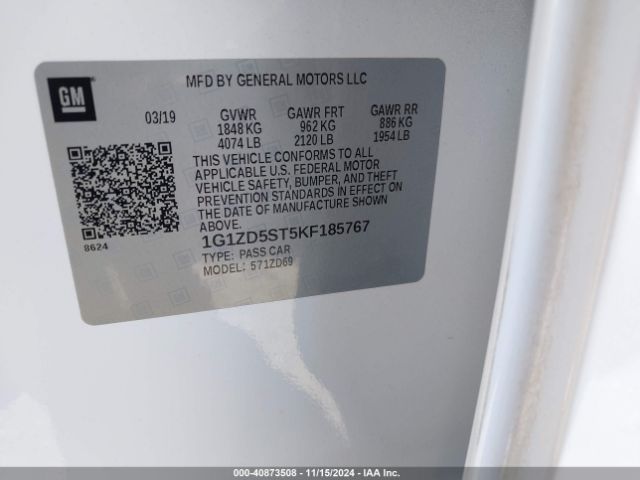 GM
MFD BY GENERAL MOTORS LLC
03/19 GVWR GAWR FRT GAWR RR
1848 KG 962 KG 886 KG
4074 LB 2120 LB 1954 LB
THIS VEHICLE CONFORMS TO ALL
APPLICABLE U.S. FEDERAL MOTOR
VEHICLE SAFETY, BUMPER, AND THEFT
PREVENTION STANDARDS IN EFFECT ON
THE DATE OF MANUFACTURE SHOWN
ABOVE.
8624
1G1ZD5ST5KF185767
TYPE: PASS CAR
MODEL: 571ZD69
000-40873508 - 11/15/2024 - IAA Inc.